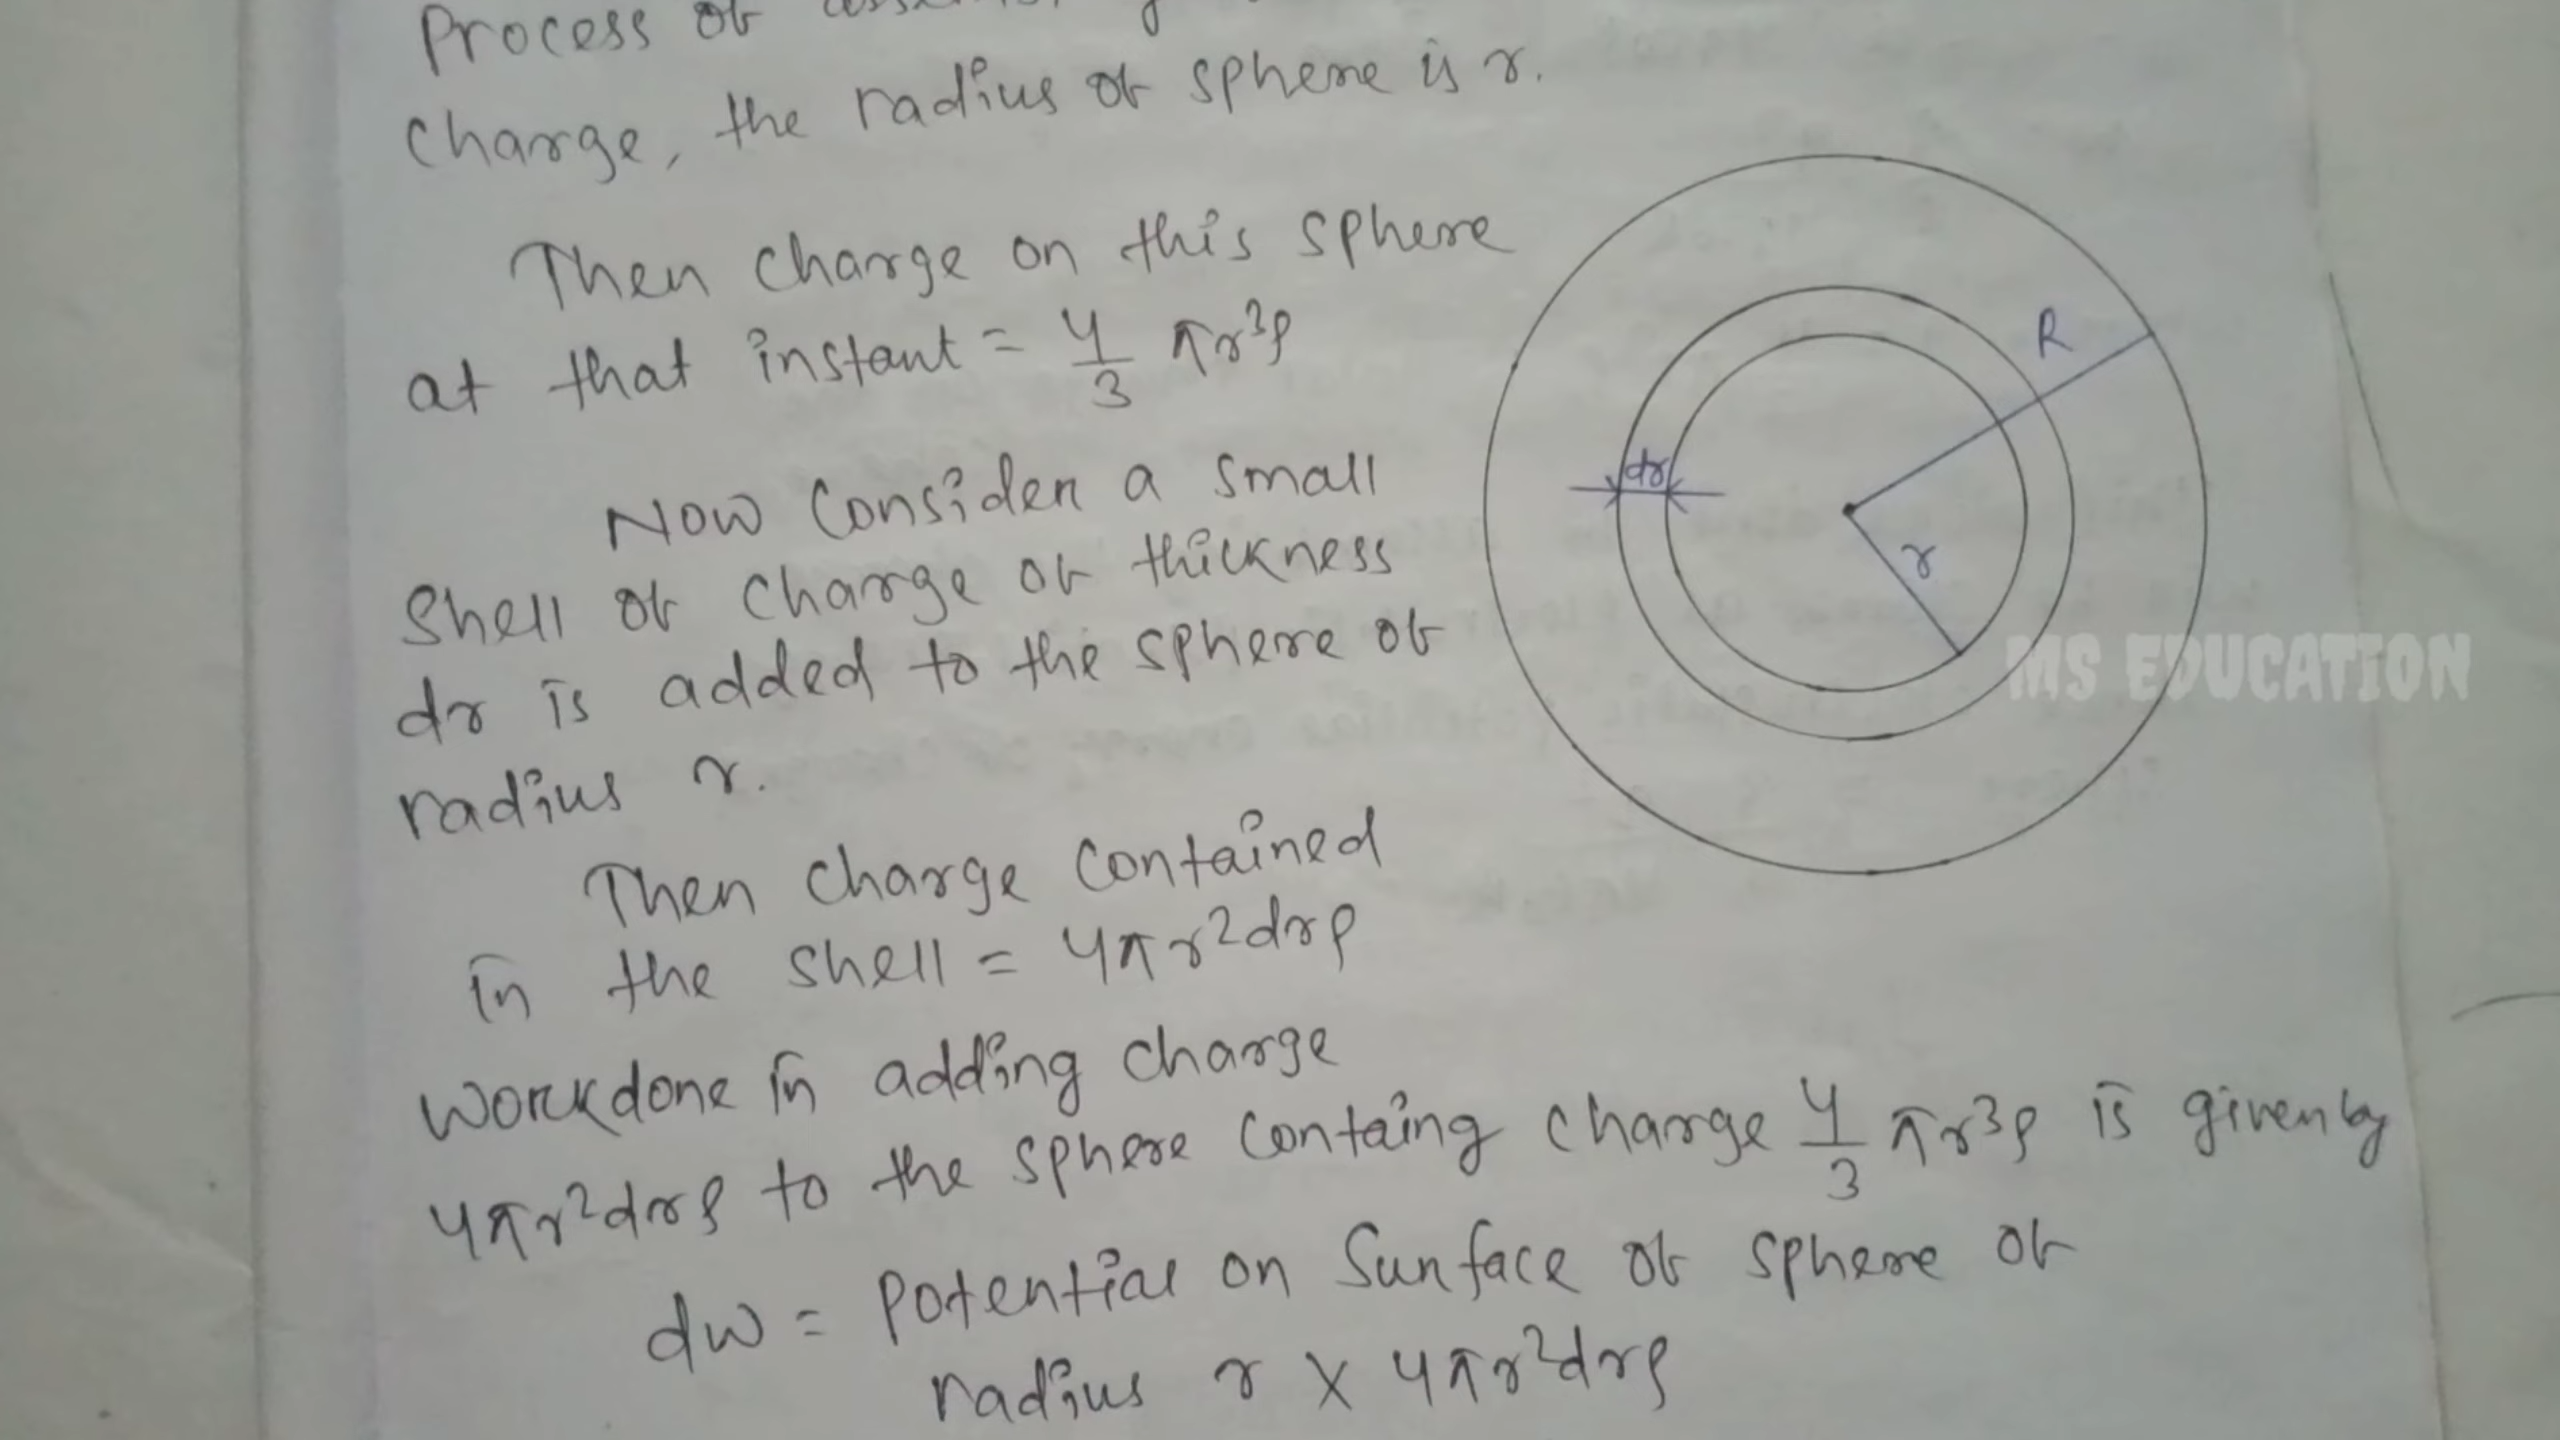 Process of
charge, the radius of sphere is r.
Then charge on this sphere
at that instant = 4/3 πr³ρ
Now consider a small
shell of charge of thickness
dr is added to the sphere of
radius r.
Then charge contained
in the shell = 4πr²drρ
workdone in adding charge
4πr²drρ to the sphere containg charge 4/3 πr³ρ is given by
dw = potential on surface of sphere of
radius r × 4πr²drρ
R
dr
r
MS EDUCATION